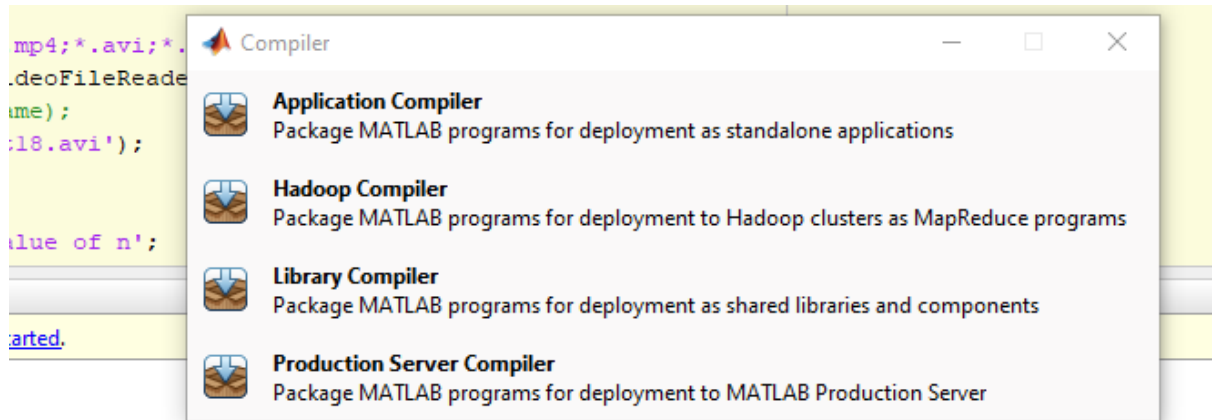 mp4;*.avi;*.
Compiler
ame);
Application Compiler
Package MATLAB programs for deployment as standalone applications
t18.avi');
Hadoop Compiler
Package MATLAB programs for deployment to Hadoop clusters as MapReduce programs
alue of n';
Library Compiler
Package MATLAB programs for deployment as shared libraries and components
arted.
Production Server Compiler
Package MATLAB programs for deployment to MATLAB Production Server